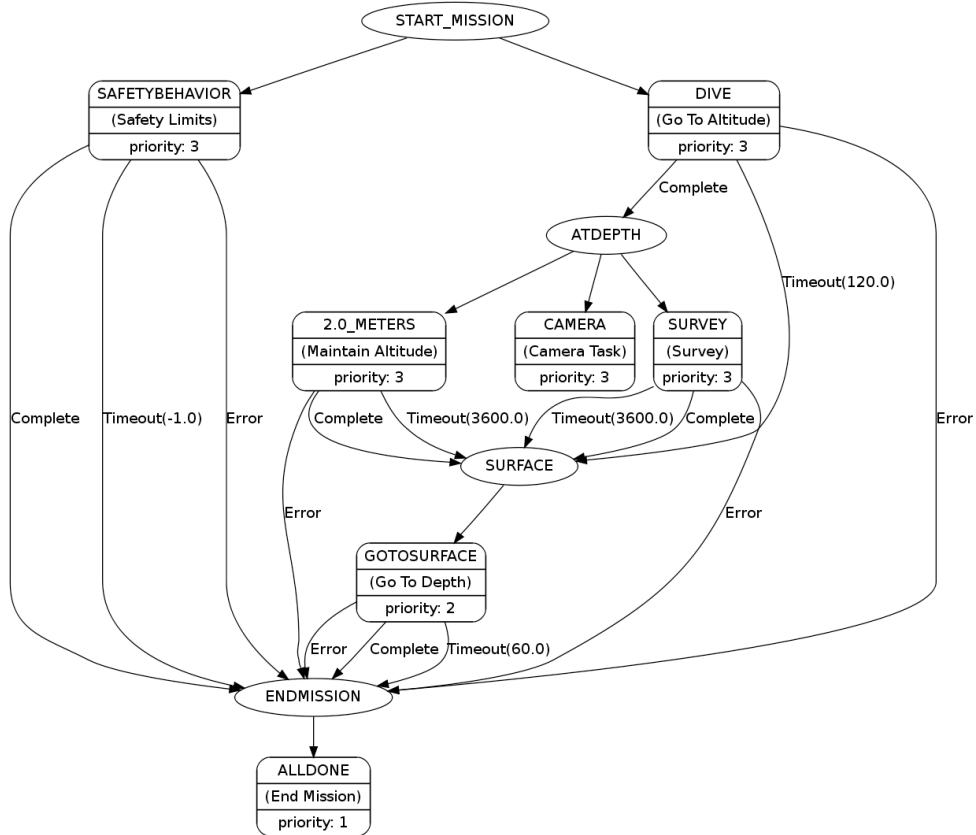 START_MISSION
SAFETYBEHAVIOR
(Safety Limits)
priority: 3
DIVE
(Go To Altitude)
priority: 3
Complete
ATDEPTH
Timeout(120.0)
2.0_METERS
(Maintain Altitude)
priority: 3
CAMERA
(Camera Task)
priority: 3
SURVEY
(Survey)
priority: 3
Complete
Timeout(-1.0)
Error
Complete
Timeout(3600.0)
Timeout(3600.0)
Complete
Error
SURFACE
Error
Error
GOTOSURFACE
(Go To Depth)
priority: 2
Error
Complete
Timeout(60.0)
ENDMISSION
ALLDONE
(End Mission)
priority: 1